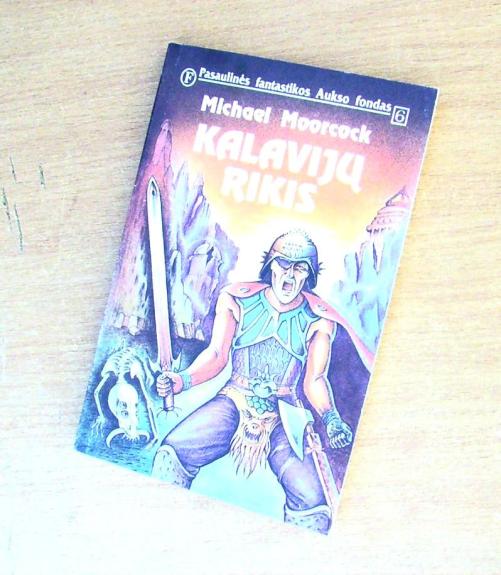 F Pasaulinės fantastikos Aukso fondas 6
Michael Moorcock
KALAVIJŲ
RIKIS